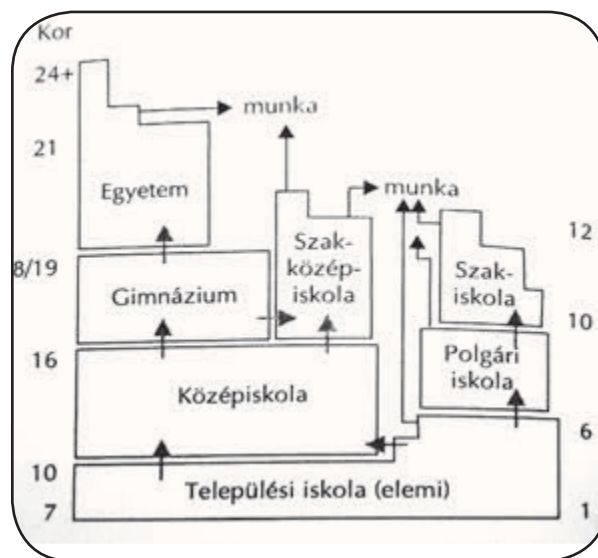 Kor
24+
munka
21
Egyetem
munka
12
8/19
Gimnázium
Szak-
közép-
iskola
Szak-
iskola
10
16
Középiskola
Polgári
iskola
6
10
Települési iskola (elemi)
7
1